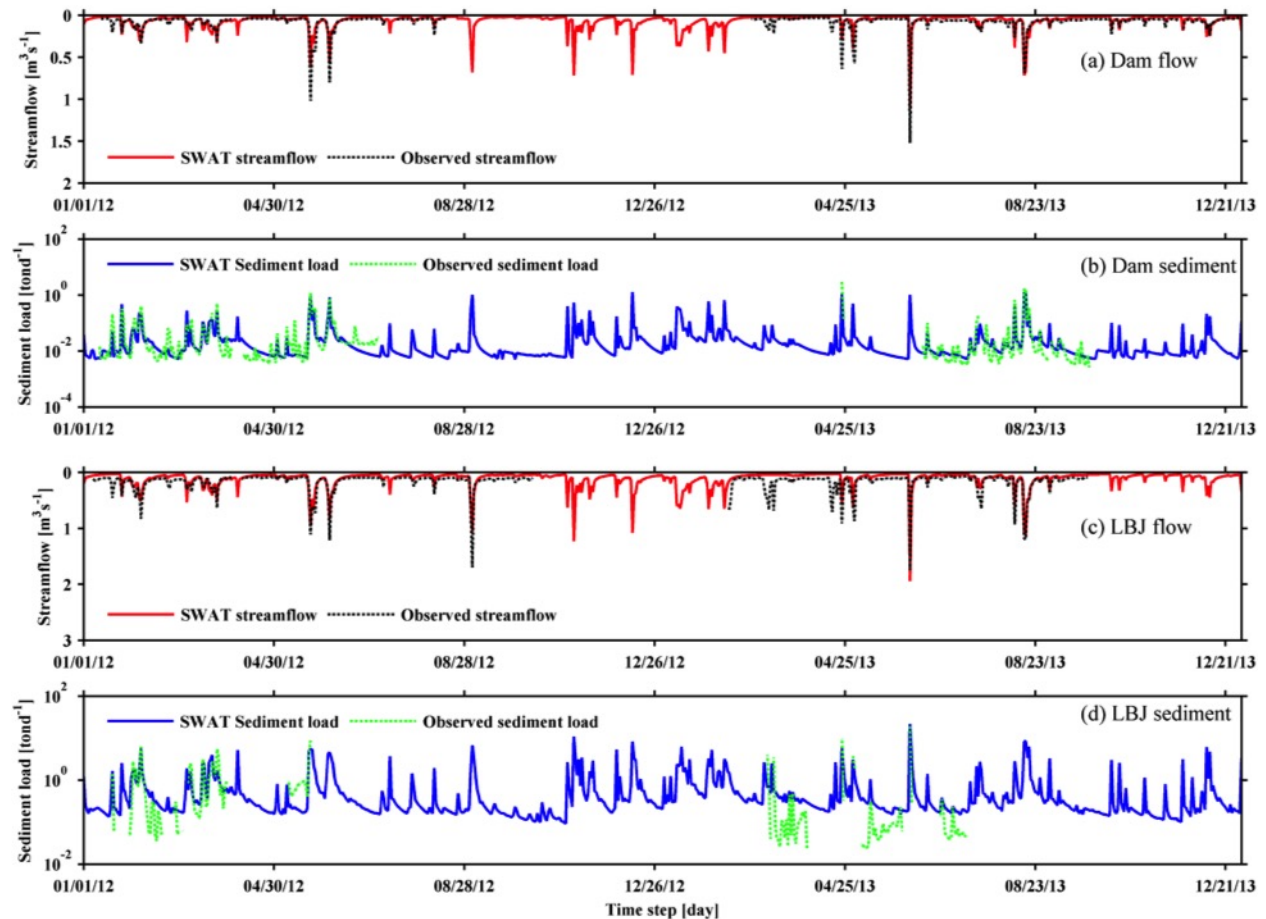 0
0.5
1
1.5
2
Streamflow [m³s⁻¹]
(a) Dam flow
SWAT streamflow
Observed streamflow
01/01/12 04/30/12 08/28/12 12/26/12 04/25/13 08/23/13 12/21/13
10²
10⁰
10⁻²
10⁻⁴
Sediment load [tond⁻¹]
SWAT Sediment load
Observed sediment load
(b) Dam sediment
01/01/12 04/30/12 08/28/12 12/26/12 04/25/13 08/23/13 12/21/13
0
1
2
3
Streamflow [m³s⁻¹]
(c) LBJ flow
SWAT streamflow
Observed streamflow
01/01/12 04/30/12 08/28/12 12/26/12 04/25/13 08/23/13 12/21/13
10²
10⁰
10⁻²
Sediment load [tond⁻¹]
SWAT Sediment load
Observed sediment load
(d) LBJ sediment
01/01/12 04/30/12 08/28/12 12/26/12 04/25/13 08/23/13 12/21/13
Time step [day]